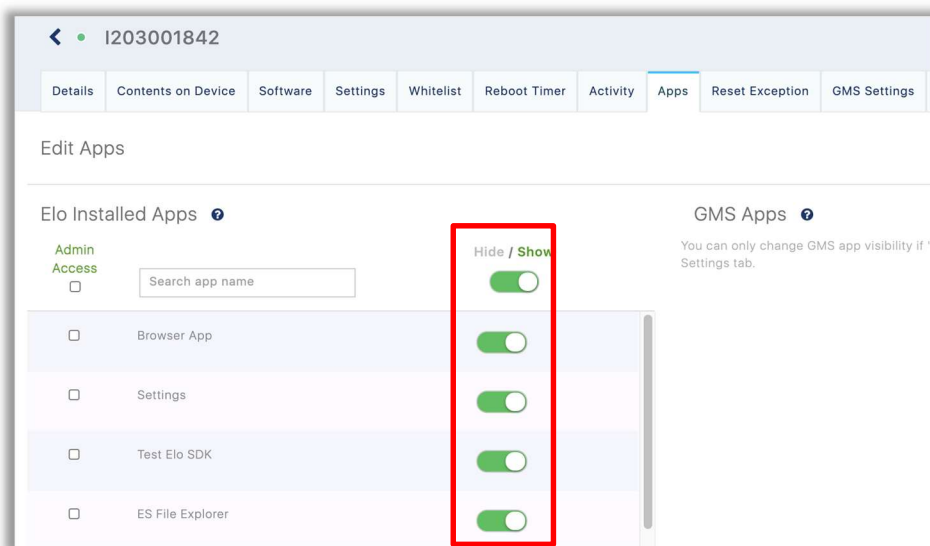 I203001842
Details Contents on Device Software Settings Whitelist Reboot Timer Activity Apps Reset Exception GMS Settings
Edit Apps
Elo Installed Apps ?
GMS Apps ?
Admin
Access
Search app name
Hide / Show
You can only change GMS app visibility if "
Settings tab.
Browser App
Settings
Test Elo SDK
ES File Explorer